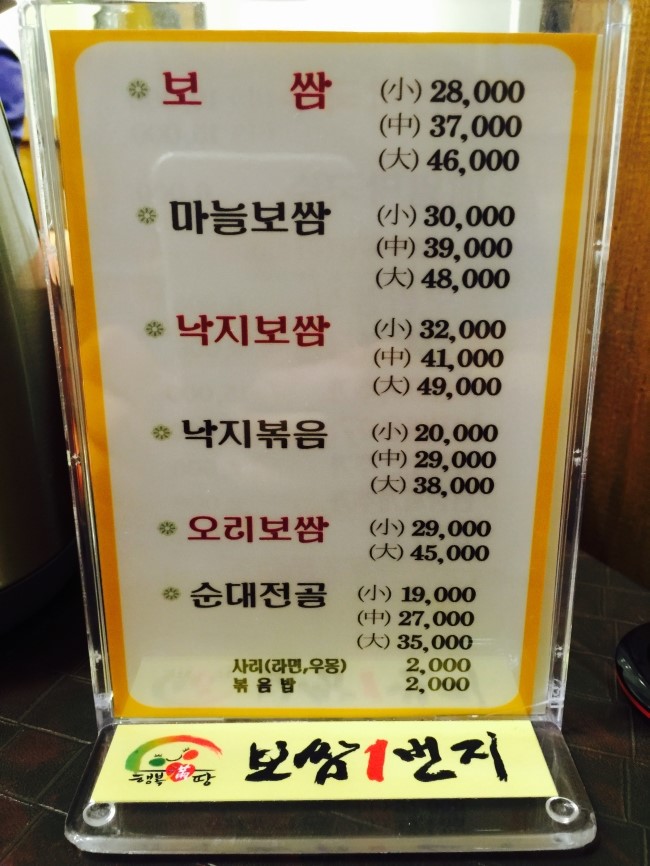 보 쌈 (小) 28,000
(中) 37,000
(大) 46,000
마늘보쌈 (小) 30,000
(中) 39,000
(大) 48,000
낙지보쌈 (小) 32,000
(中) 41,000
(大) 49,000
낙지볶음 (小) 20,000
(中) 29,000
(大) 38,000
오리보쌈 (小) 29,000
(大) 45,000
순대전골 (小) 19,000
(中) 27,000
(大) 35,000
사리(라면,우동) 2,000
볶음밥 2,000
행복 땅 보쌈1번지